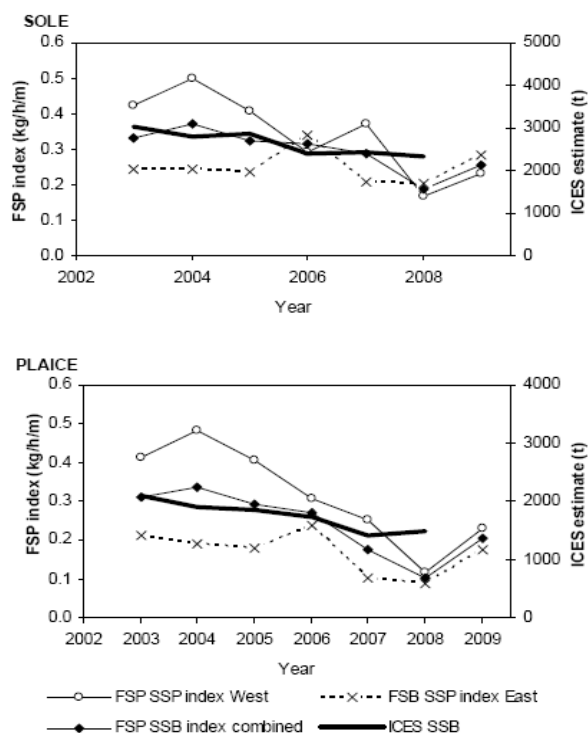 SOLE
0.6
0.5
0.4
0.3
0.2
0.1
0.0
FSP index (kg/h/m)
5000
4000
3000
2000
1000
0
ICES estimate (t)
2002 2004 2006 2008
Year
PLAICE
0.6
0.5
0.4
0.3
0.2
0.1
0.0
FSP index (kg/h/m)
4000
3000
2000
1000
0
ICES estimate (t)
2002 2003 2004 2005 2006 2007 2008 2009
Year
FSP SSP index West FSB SSP index East
FSP SSB index combined ICES SSB